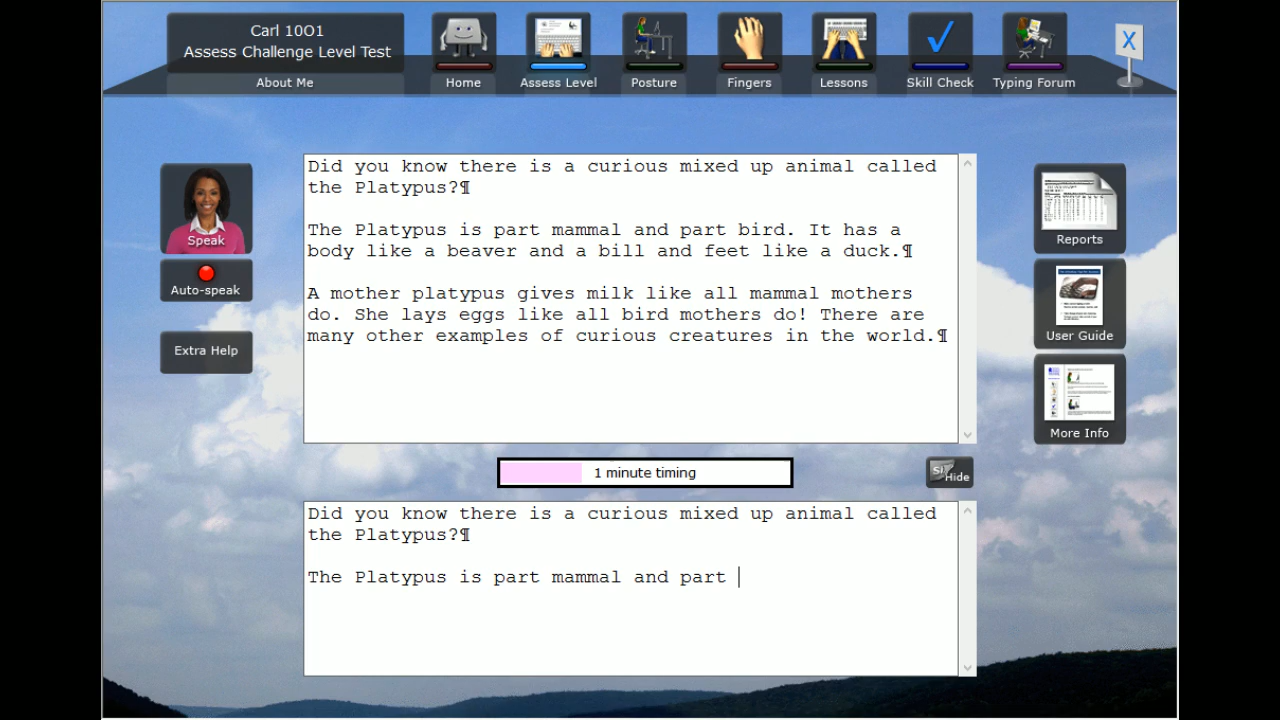 Carl 1001
Assess Challenge Level Test
About Me
Home
Assess Level
Posture
Fingers
Lessons
Skill Check
Typing Forum
X
Speak
Auto-speak
Extra Help
Did you know there is a curious mixed up animal called
the Platypus?¶
The Platypus is part mammal and part bird. It has a
body like a beaver and a bill and feet like a duck.¶
A mother platypus gives milk like all mammal mothers
do. She lays eggs like all bird mothers do! There are
many other examples of curious creatures in the world.¶
Reports
User Guide
More Info
1 minute timing
Hide
Did you know there is a curious mixed up animal called
the Platypus?¶
The Platypus is part mammal and part